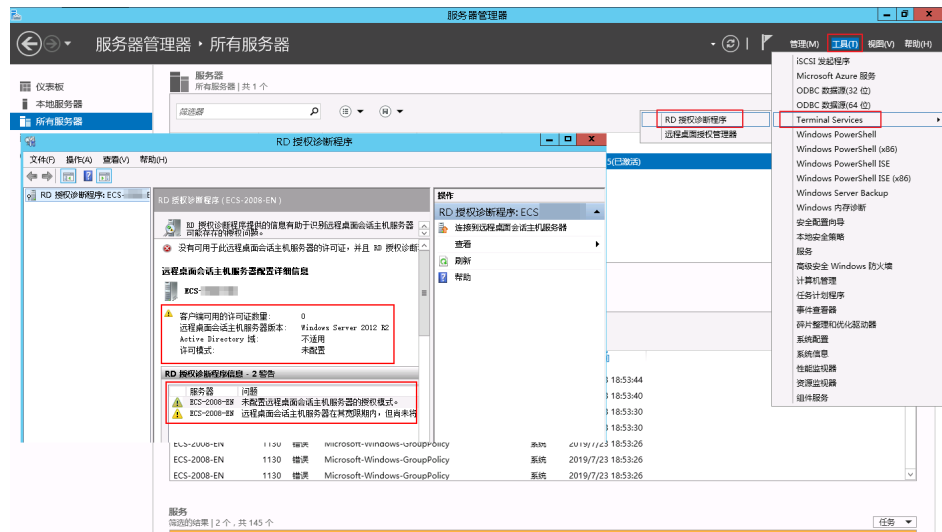 服务器管理器
服务器管理器 · 所有服务器
管理(M) 工具(T) 视图(V) 帮助(H)
仪表板
本地服务器
所有服务器
服务器
所有服务器 | 共 1 个
筛选器
iSCSI 发起程序
Microsoft Azure 服务
ODBC 数据源(32 位)
ODBC 数据源(64 位)
Terminal Services
Windows PowerShell
Windows PowerShell (x86)
Windows PowerShell ISE
Windows PowerShell ISE (x86)
Windows Server Backup
Windows 内存诊断
安全配置向导
本地安全策略
服务
高级安全 Windows 防火墙
计算机管理
任务计划程序
事件查看器
碎片整理和优化驱动器
系统配置
系统信息
性能监视器
资源监视器
组件服务
RD 授权诊断程序
远程桌面授权管理器
5(已激活)
RD 授权诊断程序
文件(F) 操作(A) 查看(V) 帮助(H)
RD 授权诊断程序: ECS- E
RD 授权诊断程序 (ECS-2008-EN )
RD 授权诊断程序提供的信息有助于识别远程桌面会话主机服务器
可能存在的授权问题。
没有可用于此远程桌面会话主机服务器的许可证，并且 RD 授权诊断
远程桌面会话主机服务器配置详细信息
ECS-
客户端可用的许可证数量: 0
远程桌面会话主机服务器版本: Windows Server 2012 R2
Active Directory 域: 不适用
许可模式: 未配置
RD 授权诊断程序信息 - 2 警告
服务器 问题
ECS-2008-EN 未配置远程桌面会话主机服务器的授权模式。
ECS-2008-EN 远程桌面会话主机服务器在其宽限期内，但尚未将
操作
RD 授权诊断程序: ECS
连接到远程桌面会话主机服务器
查看
刷新
帮助
18:53:44
18:53:40
18:53:30
18:53:30
ECS-2008-EN 1130 错误 Microsoft-Windows-GroupPolicy 系统 2019/7/23 18:53:26
ECS-2008-EN 1130 错误 Microsoft-Windows-GroupPolicy 系统 2019/7/23 18:53:26
ECS-2008-EN 1130 错误 Microsoft-Windows-GroupPolicy 系统 2019/7/23 18:53:26
服务
筛选的结果 | 2 个，共 145 个
任务